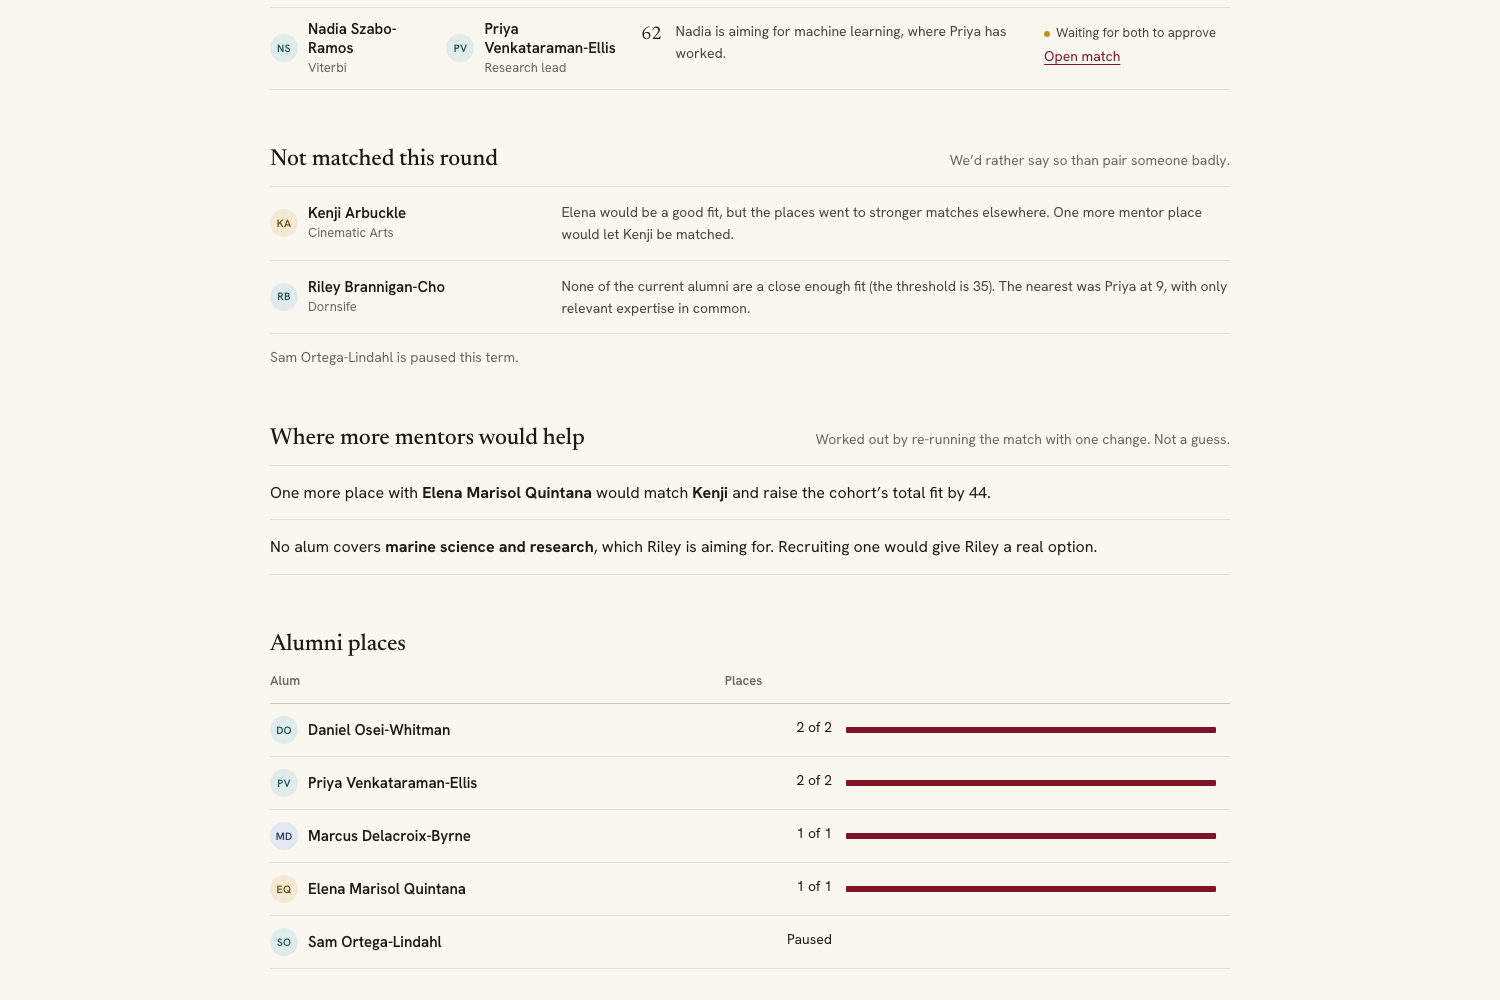 NS
Nadia Szabo-
Ramos
Viterbi
PV
Priya
Venkataraman-Ellis
Research lead
62
Nadia is aiming for machine learning, where Priya has
worked.
Waiting for both to approve
Open match
Not matched this round
We’d rather say so than pair someone badly.
KA
Kenji Arbuckle
Cinematic Arts
Elena would be a good fit, but the places went to stronger matches elsewhere. One more mentor place
would let Kenji be matched.
RB
Riley Brannigan-Cho
Dornsife
None of the current alumni are a close enough fit (the threshold is 35). The nearest was Priya at 9, with only
relevant expertise in common.
Sam Ortega-Lindahl is paused this term.
Where more mentors would help
Worked out by re-running the match with one change. Not a guess.
One more place with Elena Marisol Quintana would match Kenji and raise the cohort’s total fit by 44.
No alum covers marine science and research, which Riley is aiming for. Recruiting one would give Riley a real option.
Alumni places
Alum Places
DO Daniel Osei-Whitman 2 of 2
PV Priya Venkataraman-Ellis 2 of 2
MD Marcus Delacroix-Byrne 1 of 1
EQ Elena Marisol Quintana 1 of 1
SO Sam Ortega-Lindahl Paused